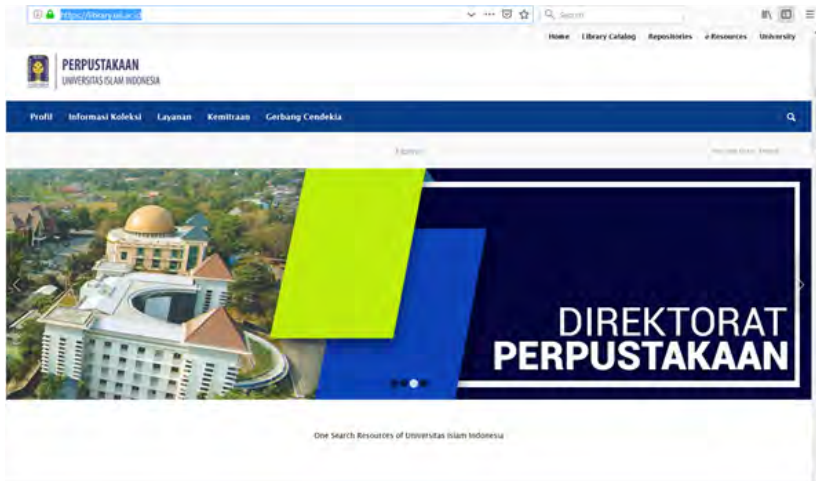 https://library.uii.ac.id
Search
Home Library Catalog Repositories e-Resources University
PERPUSTAKAAN
UNIVERSITAS ISLAM INDONESIA
Profil Informasi Koleksi Layanan Kemitraan Gerbang Cendekia
Home
DIREKTORAT
PERPUSTAKAAN
One Search Resources of Universitas Islam Indonesia